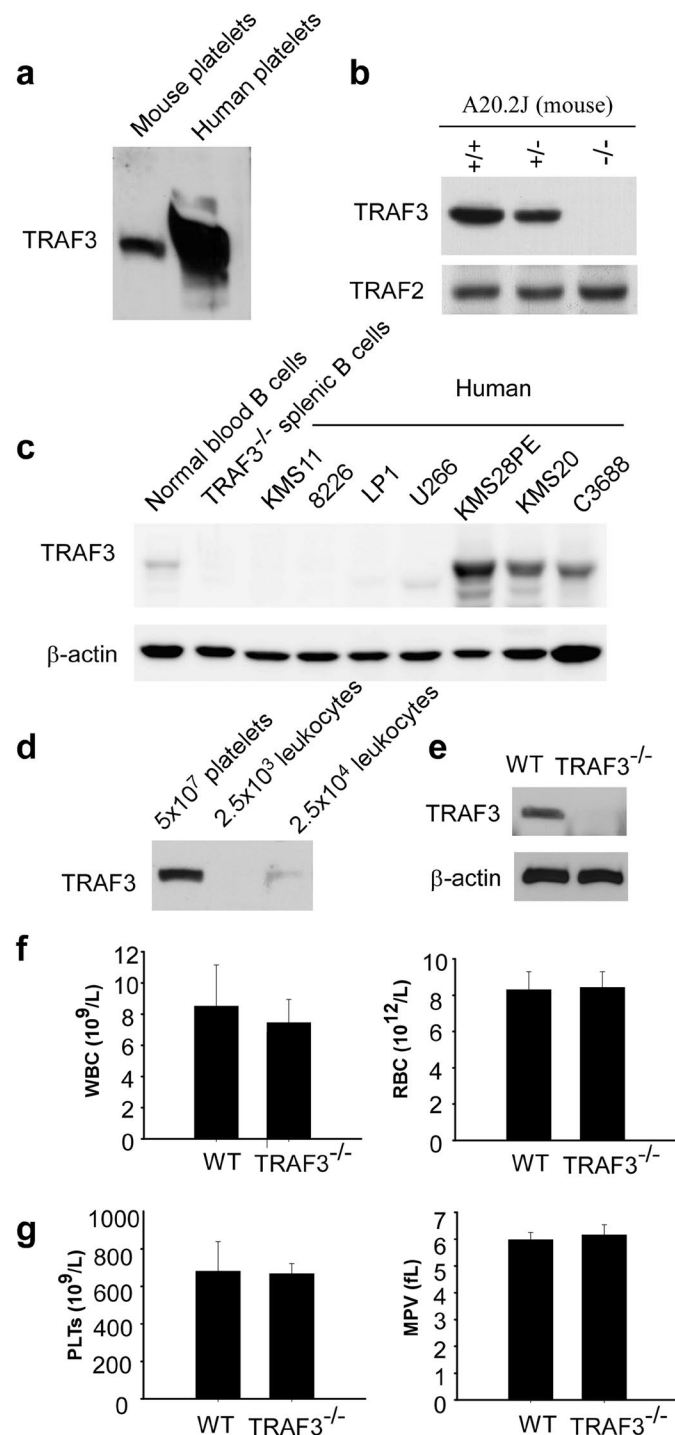 a
Mouse platelets
Human platelets
TRAF3
b
A20.2J (mouse)
+/+ +/- -/-
TRAF3
TRAF2
c
Normal blood B cells
TRAF3-/- splenic B cells
Human
KMS11
8226
LP1
U266
KMS28PE
KMS20
C3688
TRAF3
β-actin
d
5x10^7 platelets
2.5x10^3 leukocytes
2.5x10^4 leukocytes
TRAF3
e
WT TRAF3-/-
TRAF3
β-actin
f
WBC (10^9/L)
12
10
8
6
4
2
0
WT TRAF3-/-
RBC (10^12/L)
10
8
6
4
2
0
WT TRAF3-/-
g
PLTs (10^9/L)
1000
800
600
400
200
0
WT TRAF3-/-
MPV (fL)
7
6
5
4
3
2
1
0
WT TRAF3-/-